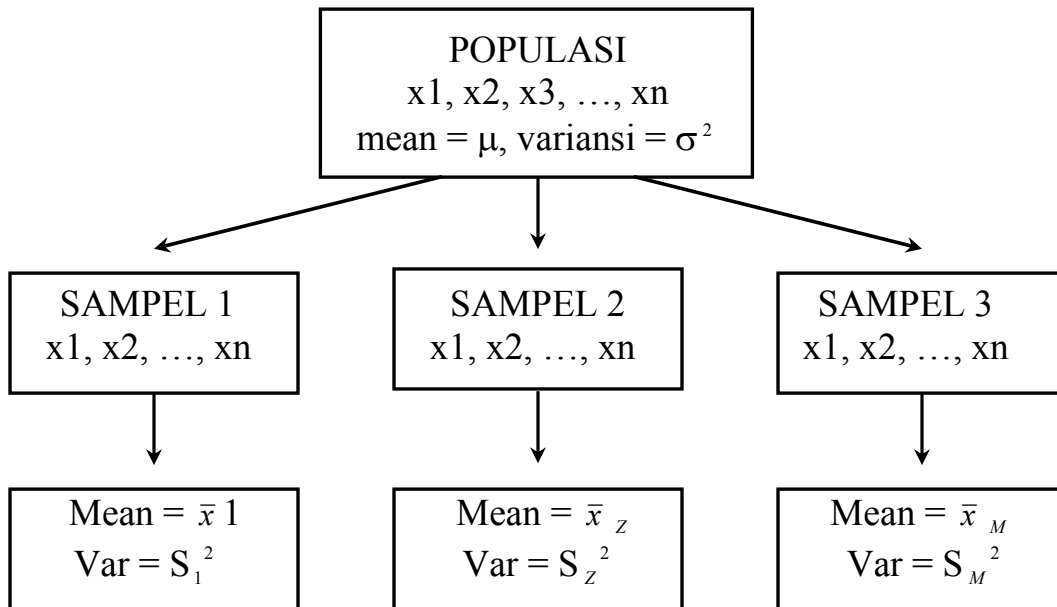 POPULASI
x1, x2, x3, …, xn
mean = μ, variansi = σ²
SAMPEL 1
x1, x2, …, xn
SAMPEL 2
x1, x2, …, xn
SAMPEL 3
x1, x2, …, xn
Mean = x̄ 1
Var = S₁²
Mean = x̄ Z
Var = S Z ²
Mean = x̄ M
Var = S M ²